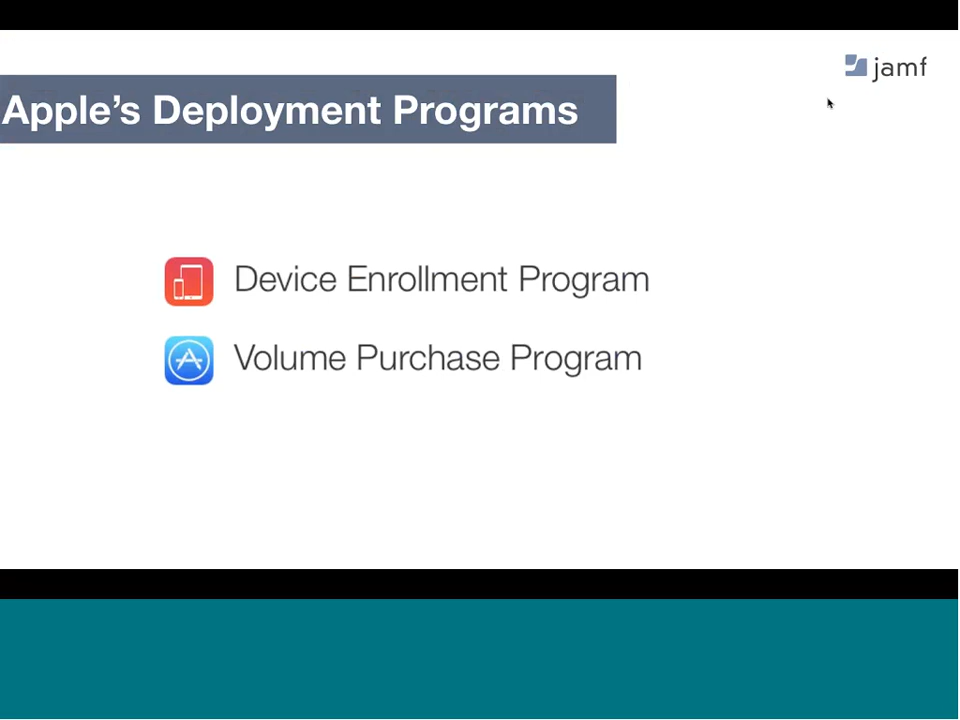 jamf
Apple’s Deployment Programs
Device Enrollment Program
Volume Purchase Program